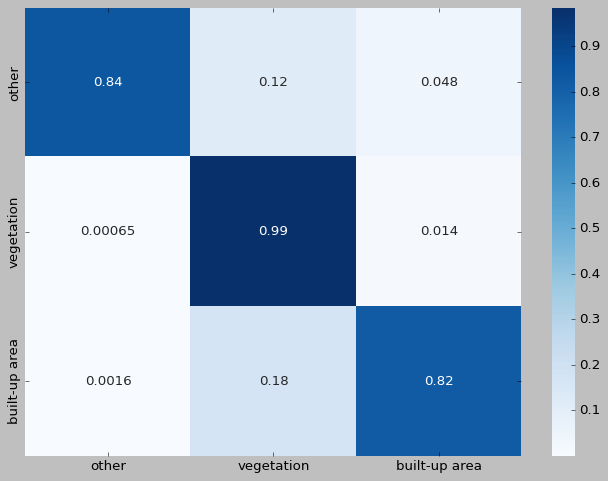 other 0.84 0.12 0.048
vegetation 0.00065 0.99 0.014
built-up area 0.0016 0.18 0.82
other vegetation built-up area
0.9
0.8
0.7
0.6
0.5
0.4
0.3
0.2
0.1